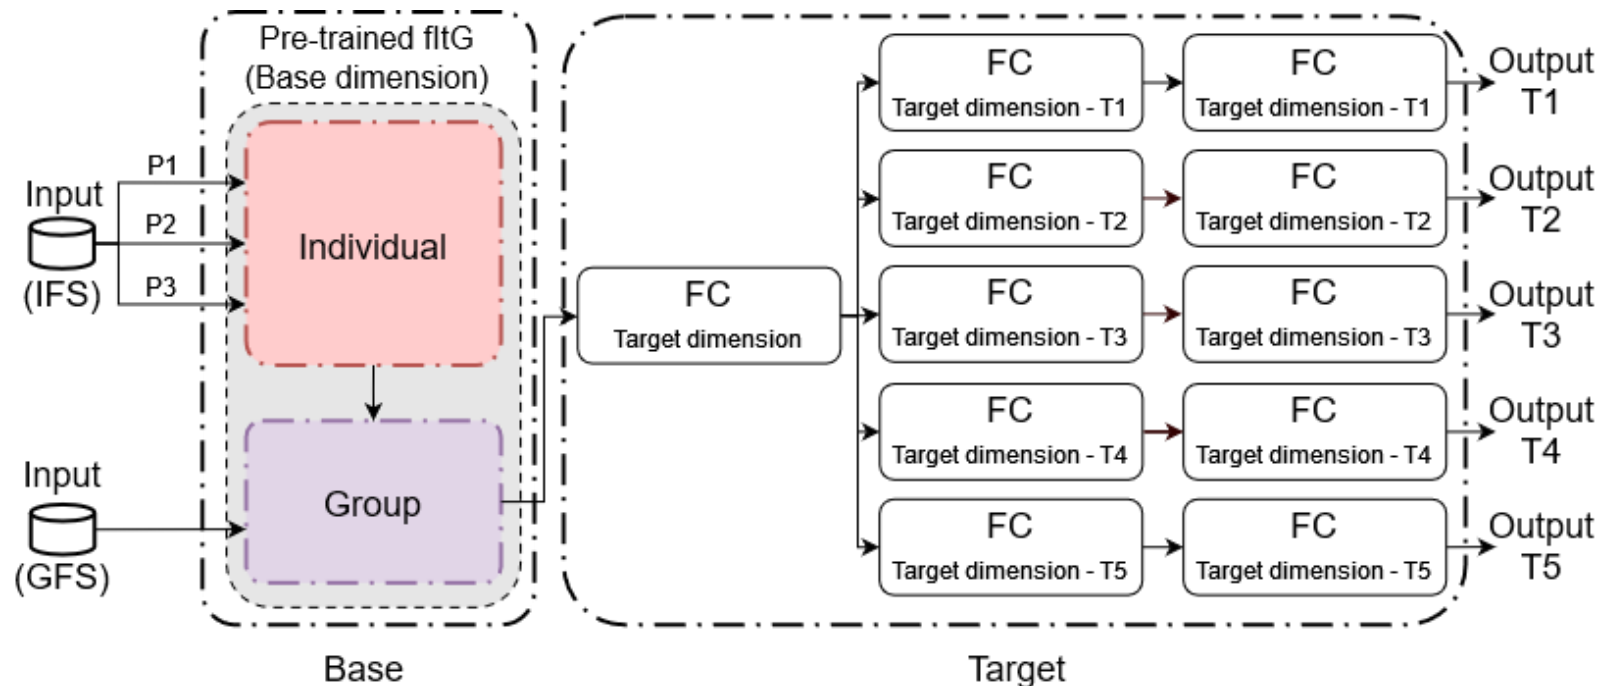 Pre-trained fltG
(Base dimension)
Input
(IFS)
P1
P2
P3
Individual
Input
(GFS)
Group
Base
FC
Target dimension
FC
Target dimension - T1
FC
Target dimension - T1
Output
T1
FC
Target dimension - T2
FC
Target dimension - T2
Output
T2
FC
Target dimension - T3
FC
Target dimension - T3
Output
T3
FC
Target dimension - T4
FC
Target dimension - T4
Output
T4
FC
Target dimension - T5
FC
Target dimension - T5
Output
T5
Target